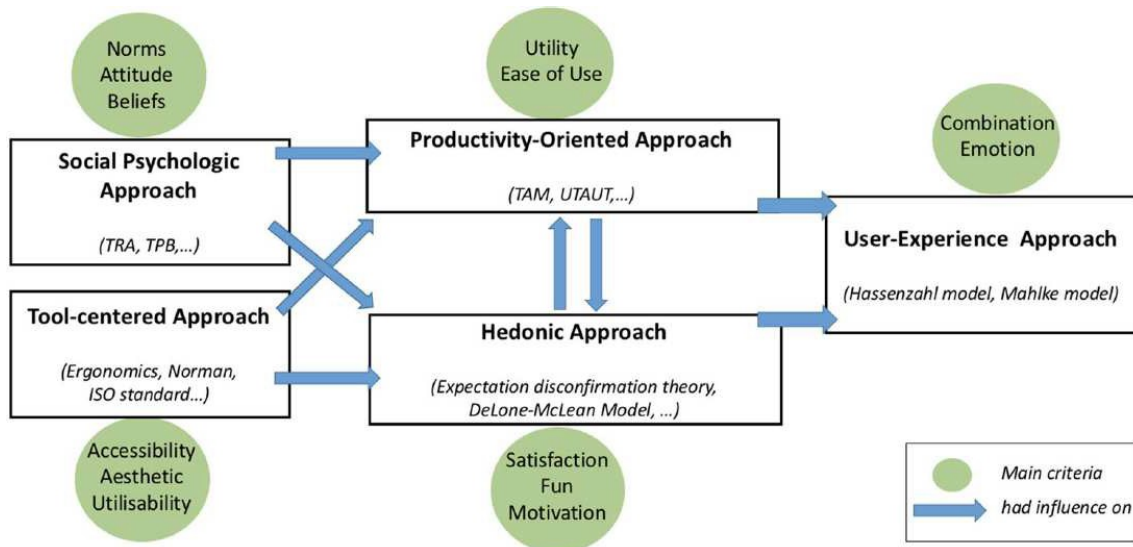 Norms
Attitude
Beliefs
Utility
Ease of Use
Combination
Emotion
Social Psychologic
Approach
(TRA, TPB,...)
Productivity-Oriented Approach
(TAM, UTAUT,...)
User-Experience Approach
(Hassenzahl model, Mahlke model)
Tool-centered Approach
(Ergonomics, Norman,
ISO standard...)
Hedonic Approach
(Expectation disconfirmation theory,
DeLone-McLean Model, ...)
Accessibility
Aesthetic
Utilisability
Satisfaction
Fun
Motivation
Main criteria
had influence on